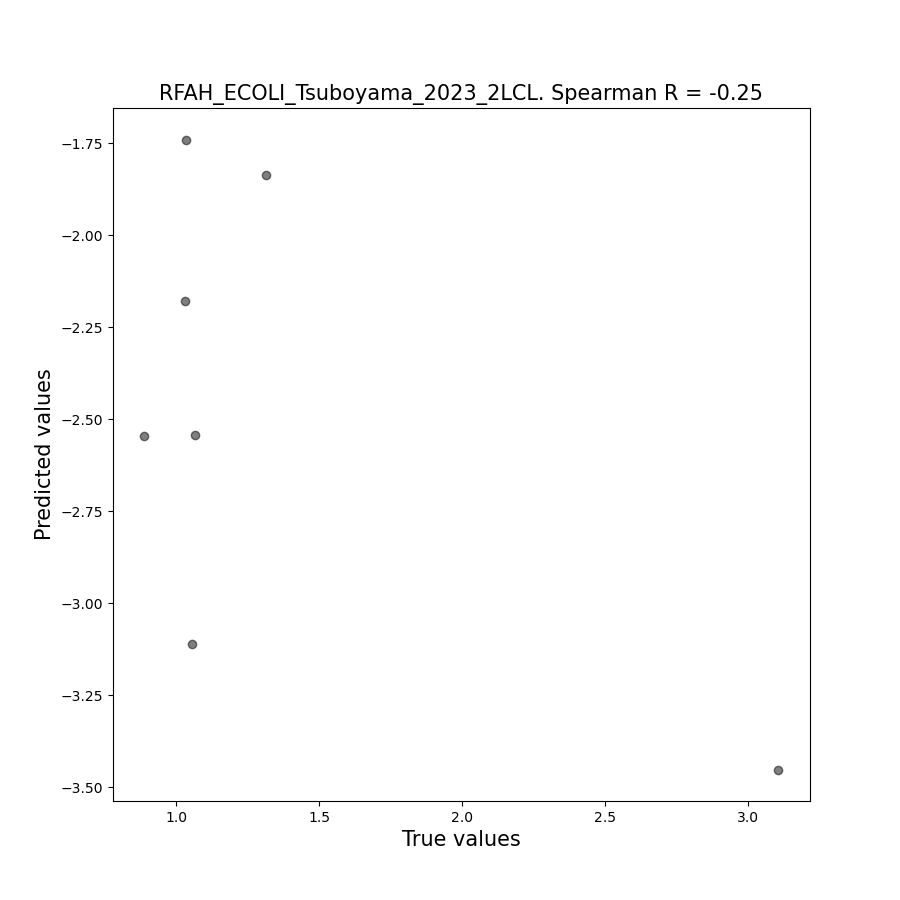 RFAH_ECOLI_Tsuboyama_2023_2LCL. Spearman R = -0.25
Predicted values
−1.75
−2.00
−2.25
−2.50
−2.75
−3.00
−3.25
−3.50
1.0 1.5 2.0 2.5 3.0
True values